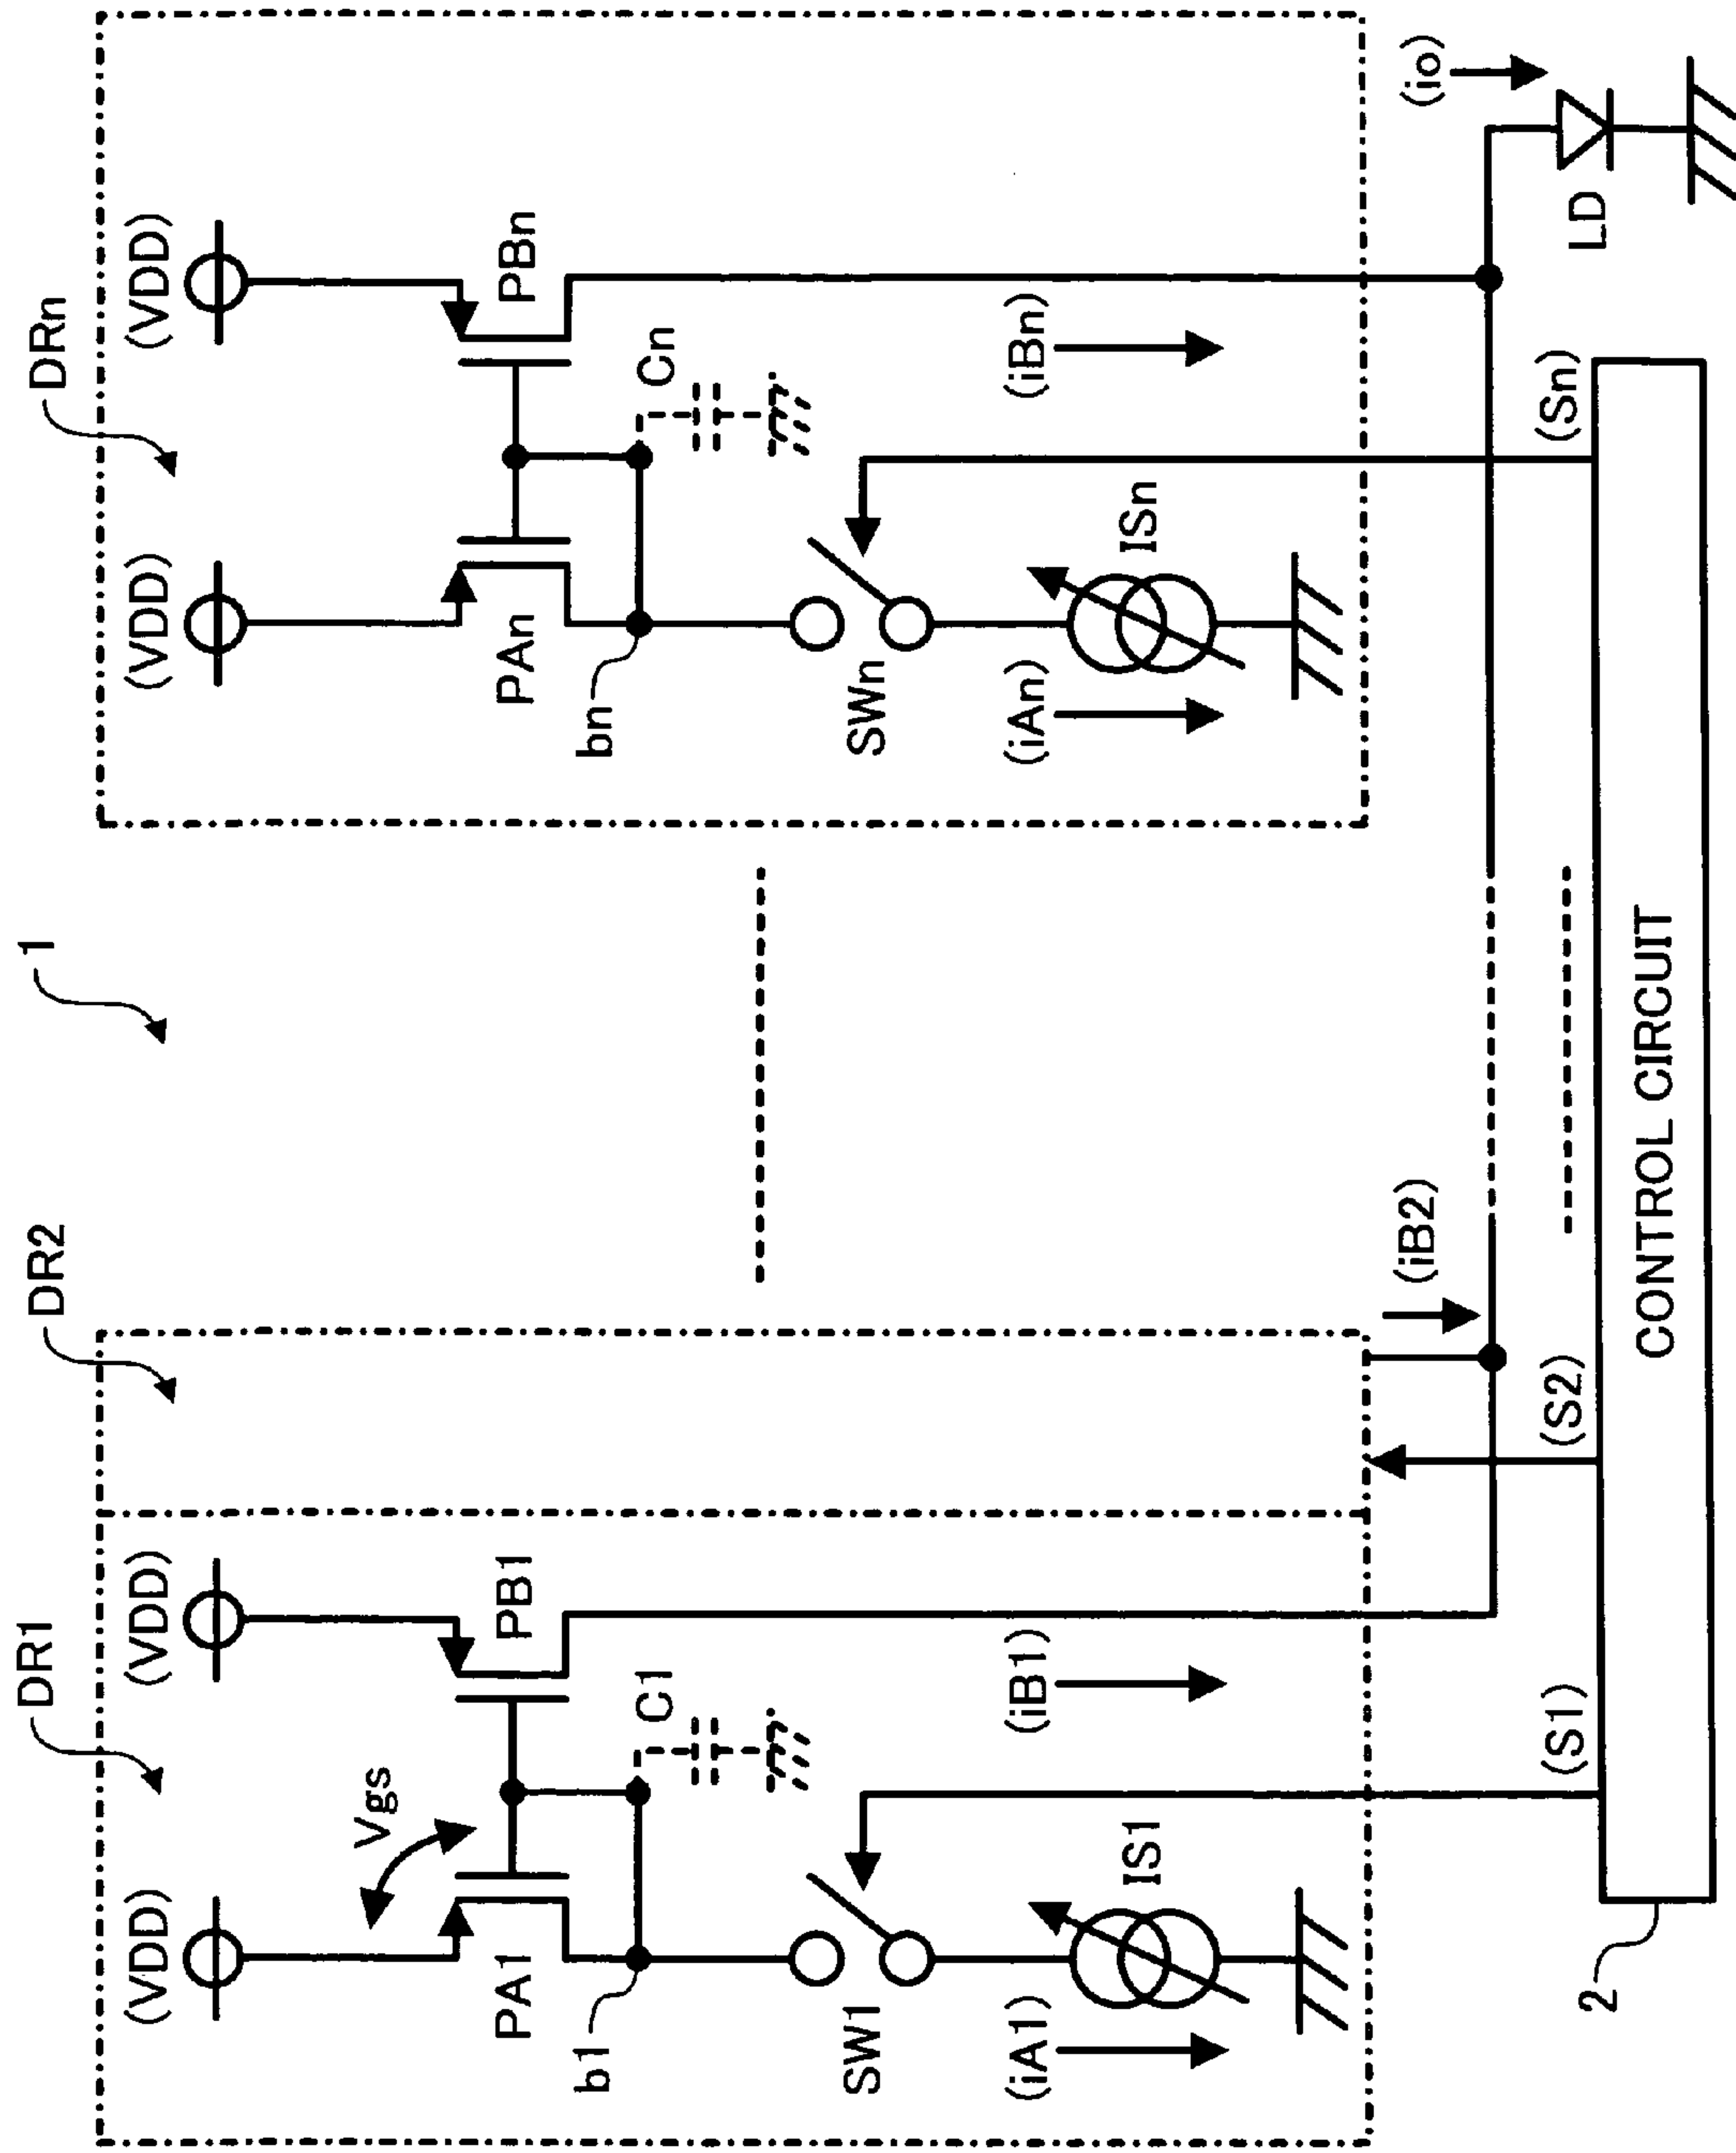 1
DR1
DR2
DRn
(VDD)
(VDD)
(VDD)
(VDD)
Vgs
PA1
PB1
PAn
PBn
b1
C1
bn
Cn
SW1
SWn
(iA1)
IS1
(iB1)
(iAn)
ISn
(iBn)
(iB2)
(io)
(S1)
(S2)
(Sn)
LD
2
CONTROL CIRCUIT